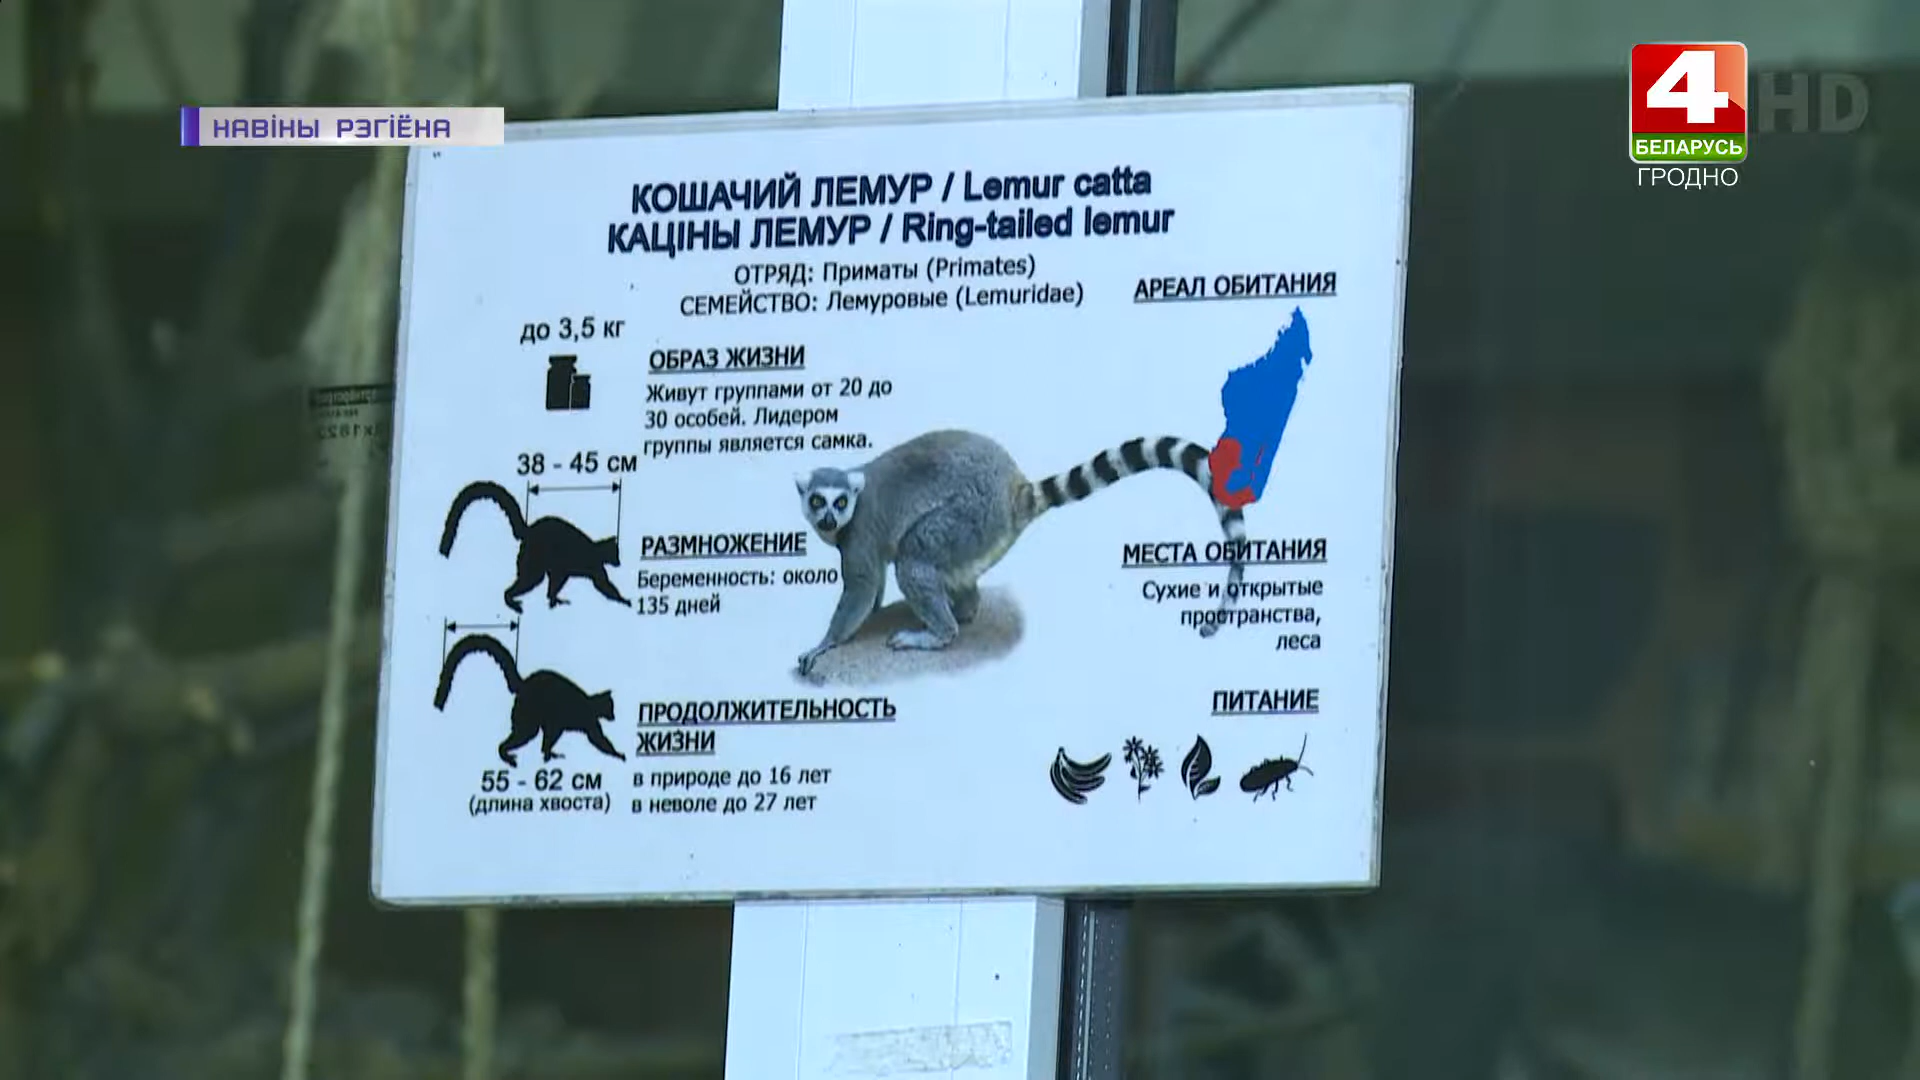 НАВІНЫ РЭГІЁНА
4 HD
БЕЛАРУСЬ
ГРОДНО
КОШАЧИЙ ЛЕМУР / Lemur catta
КАЦІНЫ ЛЕМУР / Ring-tailed lemur
ОТРЯД: Приматы (Primates)
СЕМЕЙСТВО: Лемуровые (Lemuridae)
до 3,5 кг
ОБРАЗ ЖИЗНИ
Живут группами от 20 до
30 особей. Лидером
группы является самка.
38 - 45 см
РАЗМНОЖЕНИЕ
Беременность: около
135 дней
ПРОДОЛЖИТЕЛЬНОСТЬ
ЖИЗНИ
в природе до 16 лет
в неволе до 27 лет
55 - 62 см
(длина хвоста)
АРЕАЛ ОБИТАНИЯ
МЕСТА ОБИТАНИЯ
Сухие и открытые
пространства,
леса
ПИТАНИЕ